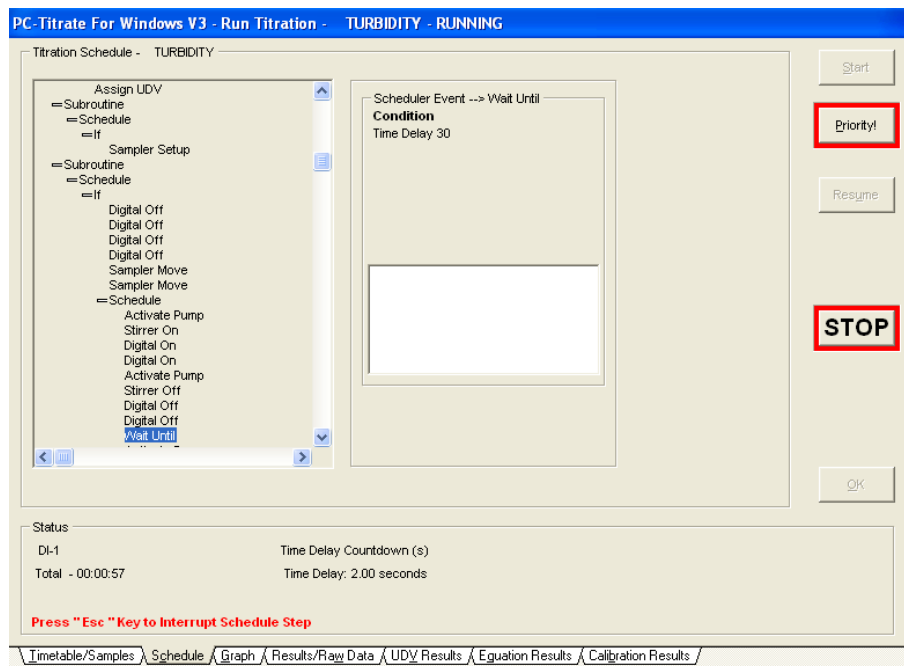 PC-Titrate For Windows V3 - Run Titration - TURBIDITY - RUNNING
Titration Schedule - TURBIDITY
Assign UDV
Subroutine
Schedule
If
Sampler Setup
Subroutine
Schedule
If
Digital Off
Digital Off
Digital Off
Digital Off
Sampler Move
Sampler Move
Schedule
Activate Pump
Stirrer On
Digital On
Digital On
Activate Pump
Stirrer Off
Digital Off
Digital Off
Wait Until
Scheduler Event --> Wait Until
Condition
Time Delay 30
Start
Priority!
Resume
STOP
OK
Status
DI-1
Time Delay Countdown (s)
Total - 00:00:57
Time Delay: 2.00 seconds
Press "Esc " Key to Interrupt Schedule Step
Timetable/Samples Schedule Graph Results/Raw Data UDV Results Equation Results Calibration Results